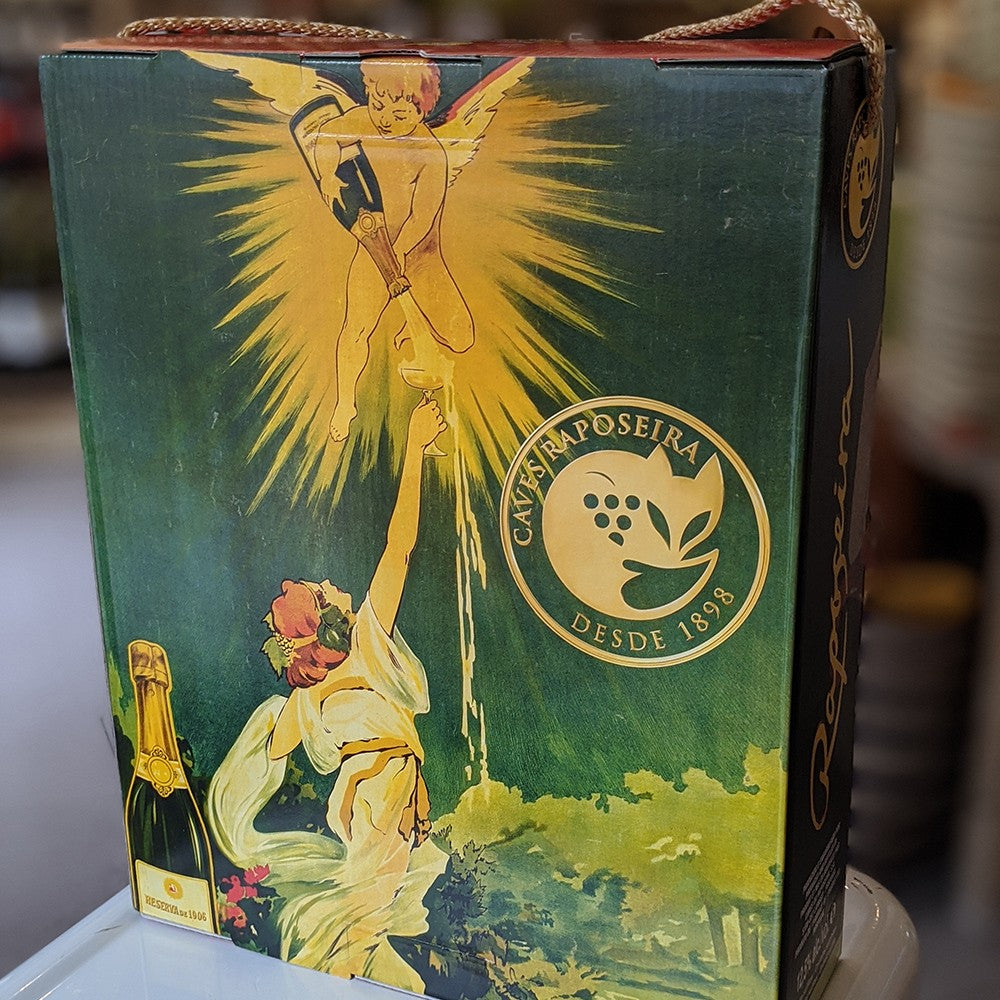 CAVES RAPOSEIRA
DESDE 1898
RESERVA DE 1906
Raposeira